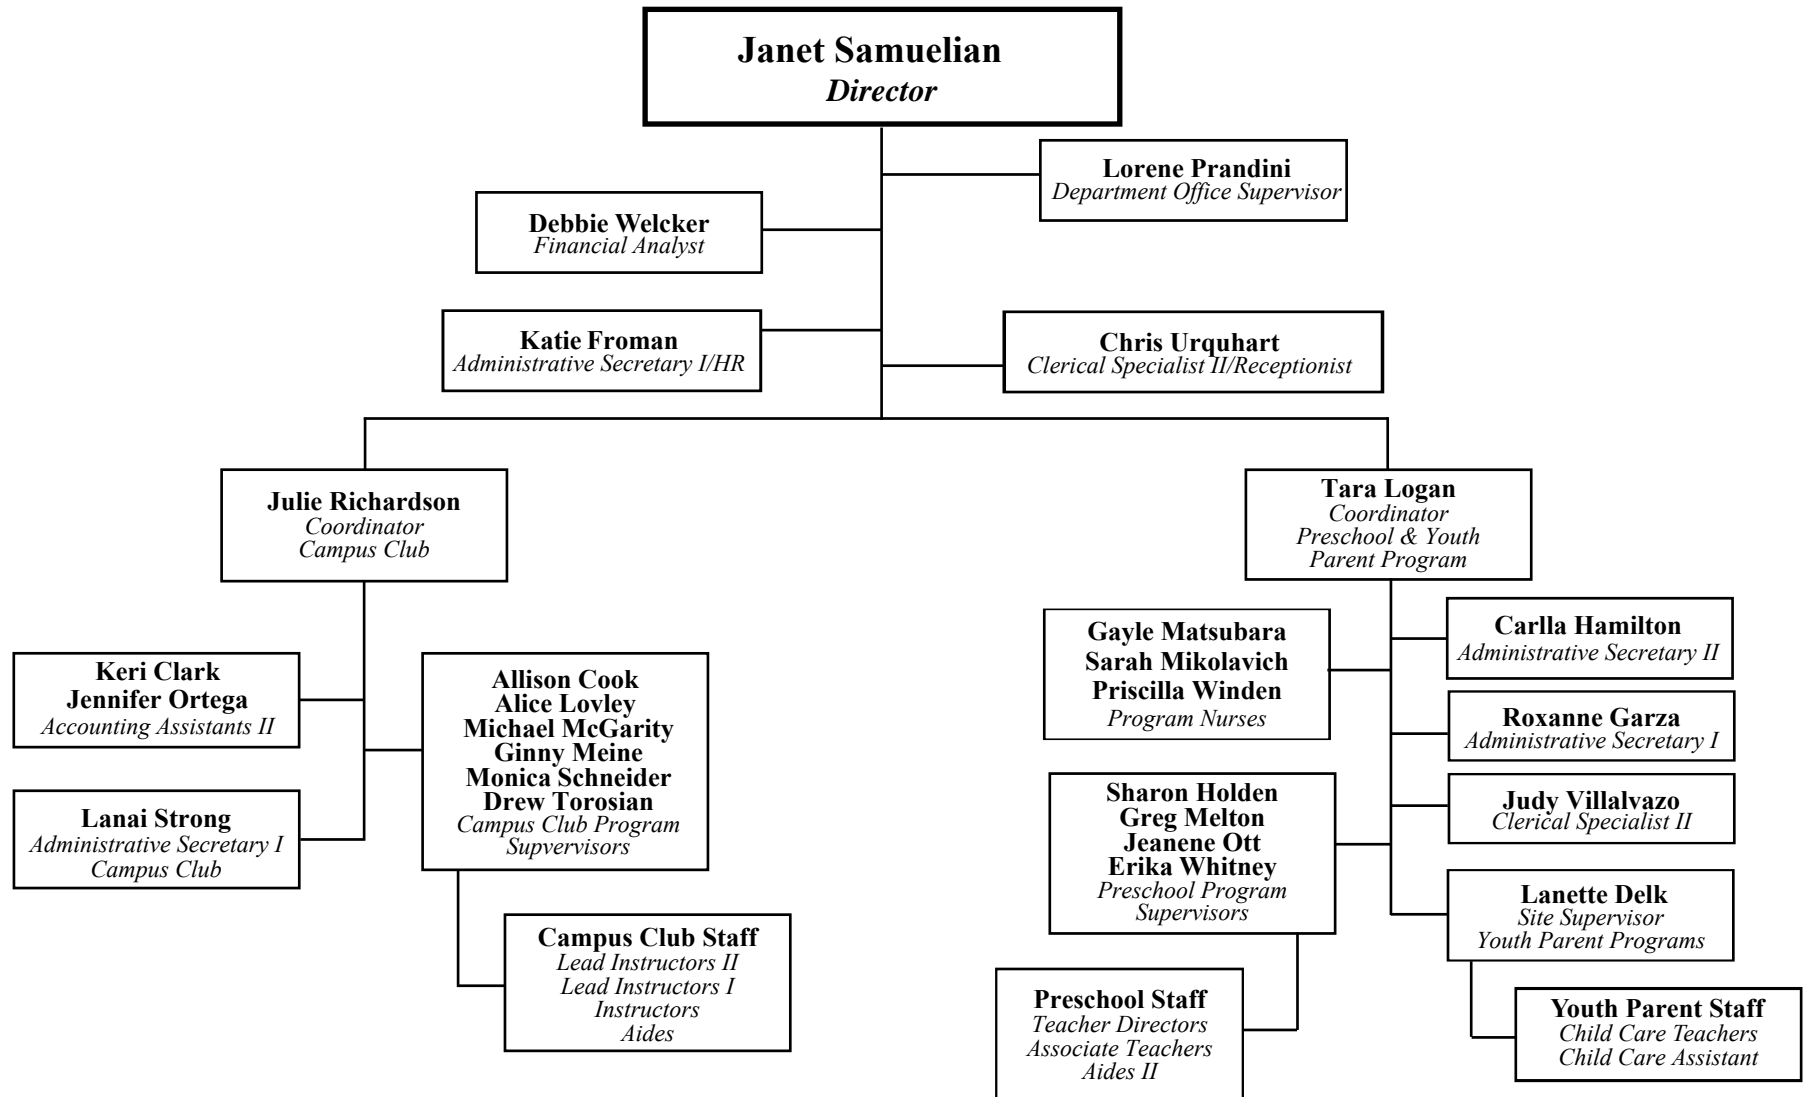 Janet Samuelian
Director
Lorene Prandini
Department Office Supervisor
Debbie Welcker
Financial Analyst
Katie Froman
Administrative Secretary I/HR
Chris Urquhart
Clerical Specialist II/Receptionist
Julie Richardson
Coordinator
Campus Club
Tara Logan
Coordinator
Preschool & Youth
Parent Program
Keri Clark
Jennifer Ortega
Accounting Assistants II
Lanai Strong
Administrative Secretary I
Campus Club
Allison Cook
Alice Lovley
Michael McGarity
Ginny Meine
Monica Schneider
Drew Torosian
Campus Club Program
Supvervisors
Campus Club Staff
Lead Instructors II
Lead Instructors I
Instructors
Aides
Gayle Matsubara
Sarah Mikolavich
Priscilla Winden
Program Nurses
Sharon Holden
Greg Melton
Jeanene Ott
Erika Whitney
Preschool Program
Supervisors
Preschool Staff
Teacher Directors
Associate Teachers
Aides II
Carlla Hamilton
Administrative Secretary II
Roxanne Garza
Administrative Secretary I
Judy Villalvazo
Clerical Specialist II
Lanette Delk
Site Supervisor
Youth Parent Programs
Youth Parent Staff
Child Care Teachers
Child Care Assistant